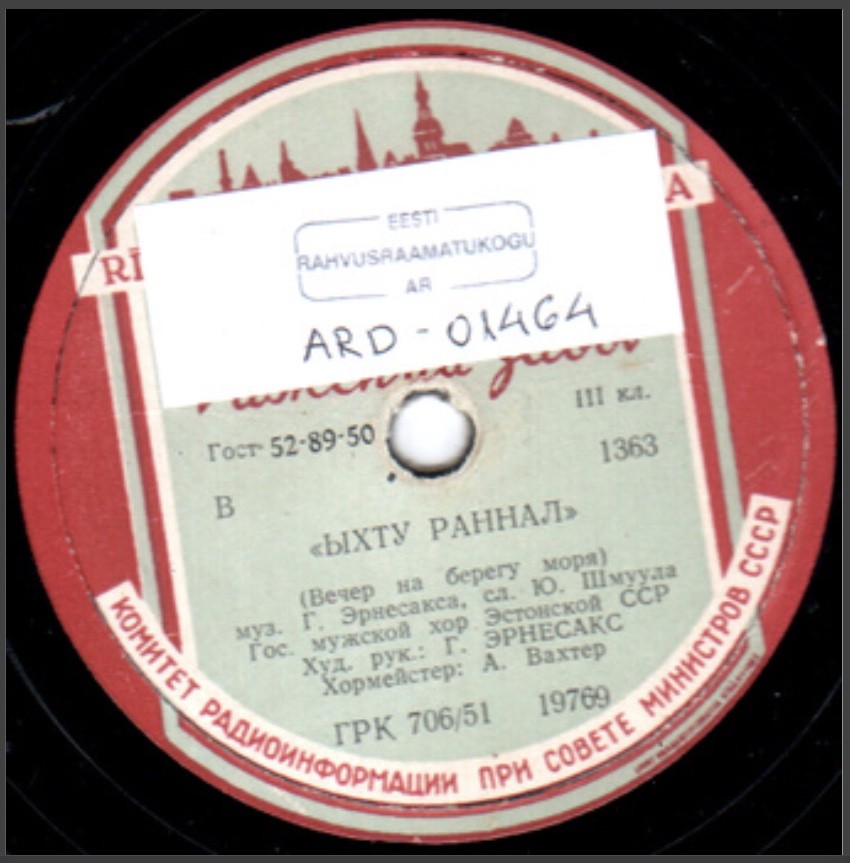 EESTI
RAHVUSRAAMATUKOGU
AR
ARD-01464
RĪ
A
III кл.
Гост 52-89-50
1363
В
«ЫХТУ РАННАЛ»
(Вечер на берегу моря)
муз. Г. Эрнесакса, сл. Ю. Шмуула
Гос. мужской хор Эстонской ССР
Худ. рук.: Г. ЭРНЕСАКС
Хормейстер: А. Вахтер
ГРК 706/51 19769
КОМИТЕТ РАДИОИНФОРМАЦИИ ПРИ СОВЕТЕ МИНИСТРОВ СССР